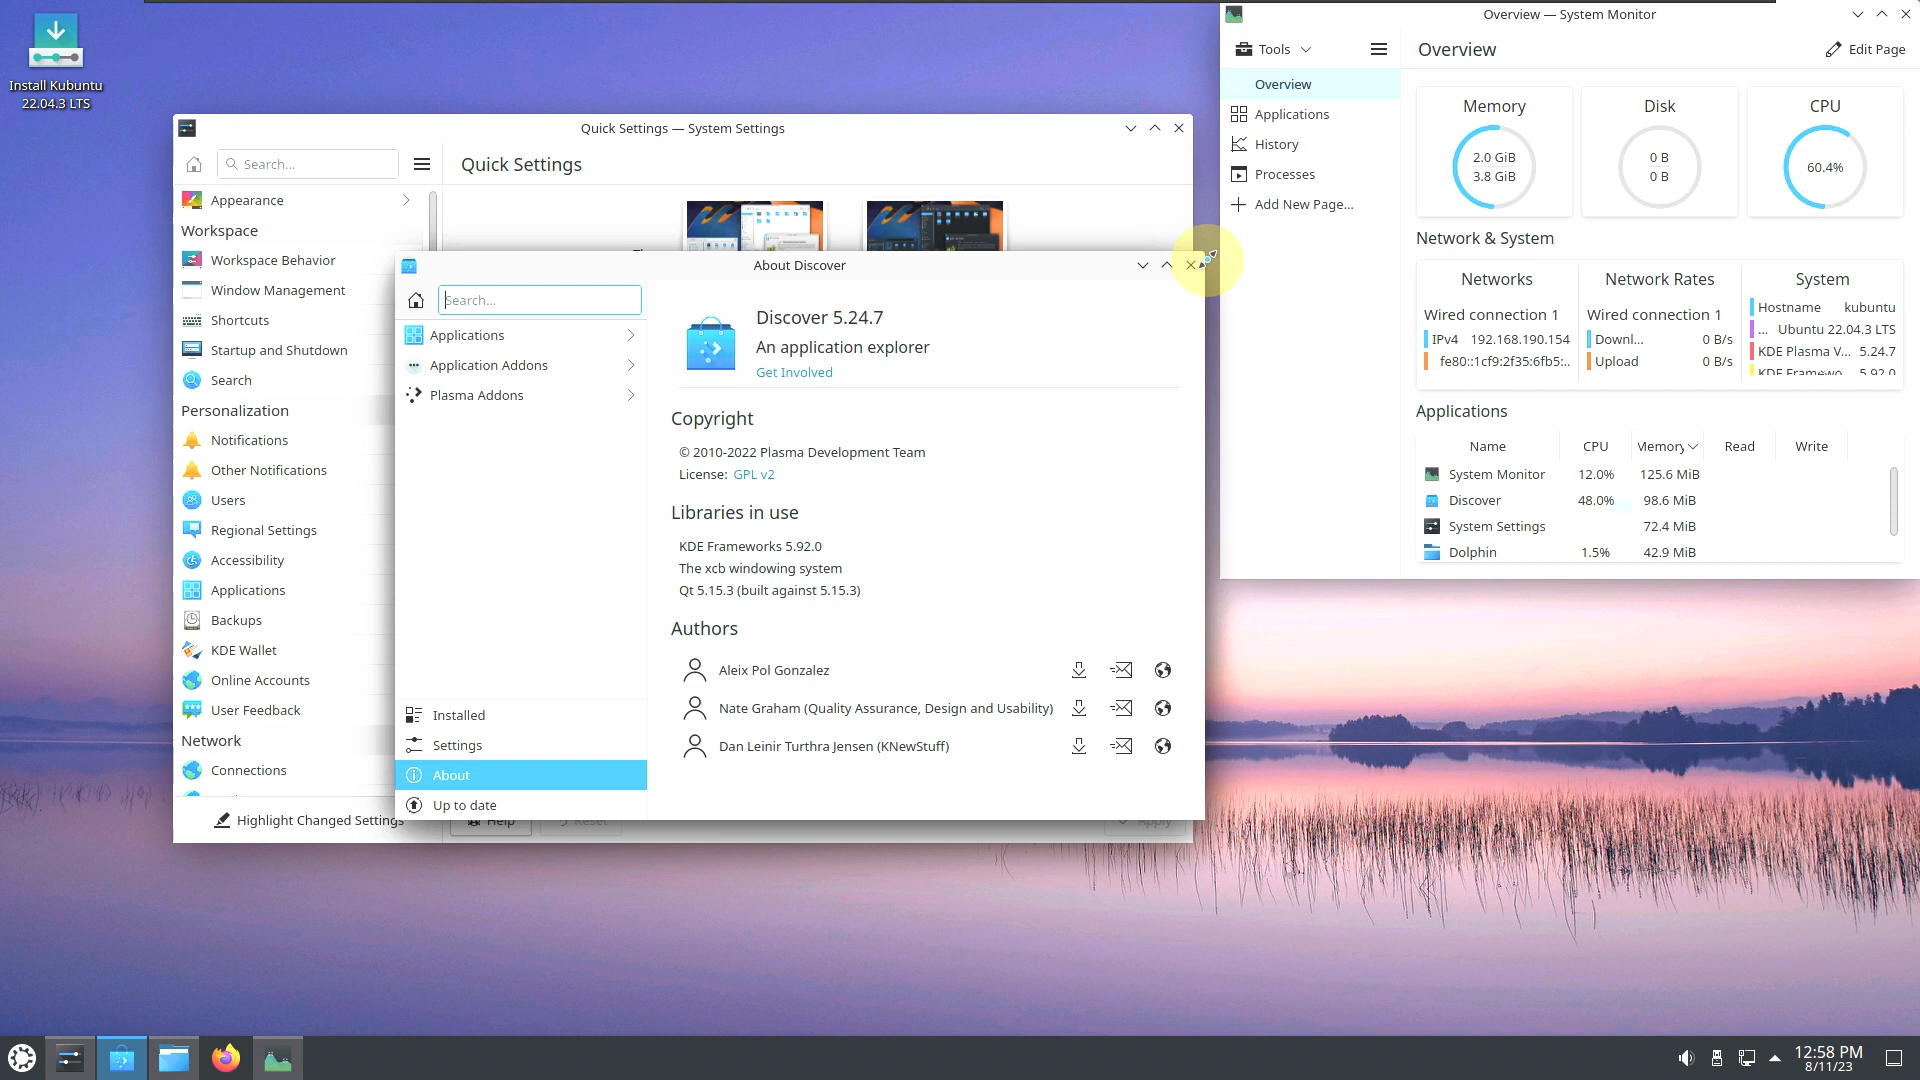 Install Kubuntu
22.04.3 LTS
Quick Settings — System Settings
Search...
Quick Settings
Appearance
Workspace
Workspace Behavior
Window Management
Shortcuts
Startup and Shutdown
Search
Personalization
Notifications
Other Notifications
Users
Regional Settings
Accessibility
Applications
Backups
KDE Wallet
Online Accounts
User Feedback
Network
Connections
Highlight Changed Settings
Help
Reset
Apply
About Discover
Search...
Applications
Application Addons
Plasma Addons
Installed
Settings
About
Up to date
Discover 5.24.7
An application explorer
Get Involved
Copyright
© 2010-2022 Plasma Development Team
License: GPL v2
Libraries in use
KDE Frameworks 5.92.0
The xcb windowing system
Qt 5.15.3 (built against 5.15.3)
Authors
Aleix Pol Gonzalez
Nate Graham (Quality Assurance, Design and Usability)
Dan Leinir Turthra Jensen (KNewStuff)
Overview — System Monitor
Tools
Overview
Edit Page
Overview
Applications
History
Processes
Add New Page...
Memory
2.0 GiB
3.8 GiB
Disk
0 B
0 B
CPU
60.4%
Network & System
Networks
Wired connection 1
IPv4 192.168.190.154
fe80::1cf9:2f35:6fb5:...
Network Rates
Wired connection 1
Downl... 0 B/s
Upload 0 B/s
System
Hostname kubuntu
... Ubuntu 22.04.3 LTS
KDE Plasma V... 5.24.7
KDE Framewo... 5.92.0
Applications
Name CPU Memory Read Write
System Monitor 12.0% 125.6 MiB
Discover 48.0% 98.6 MiB
System Settings 72.4 MiB
Dolphin 1.5% 42.9 MiB
12:58 PM
8/11/23